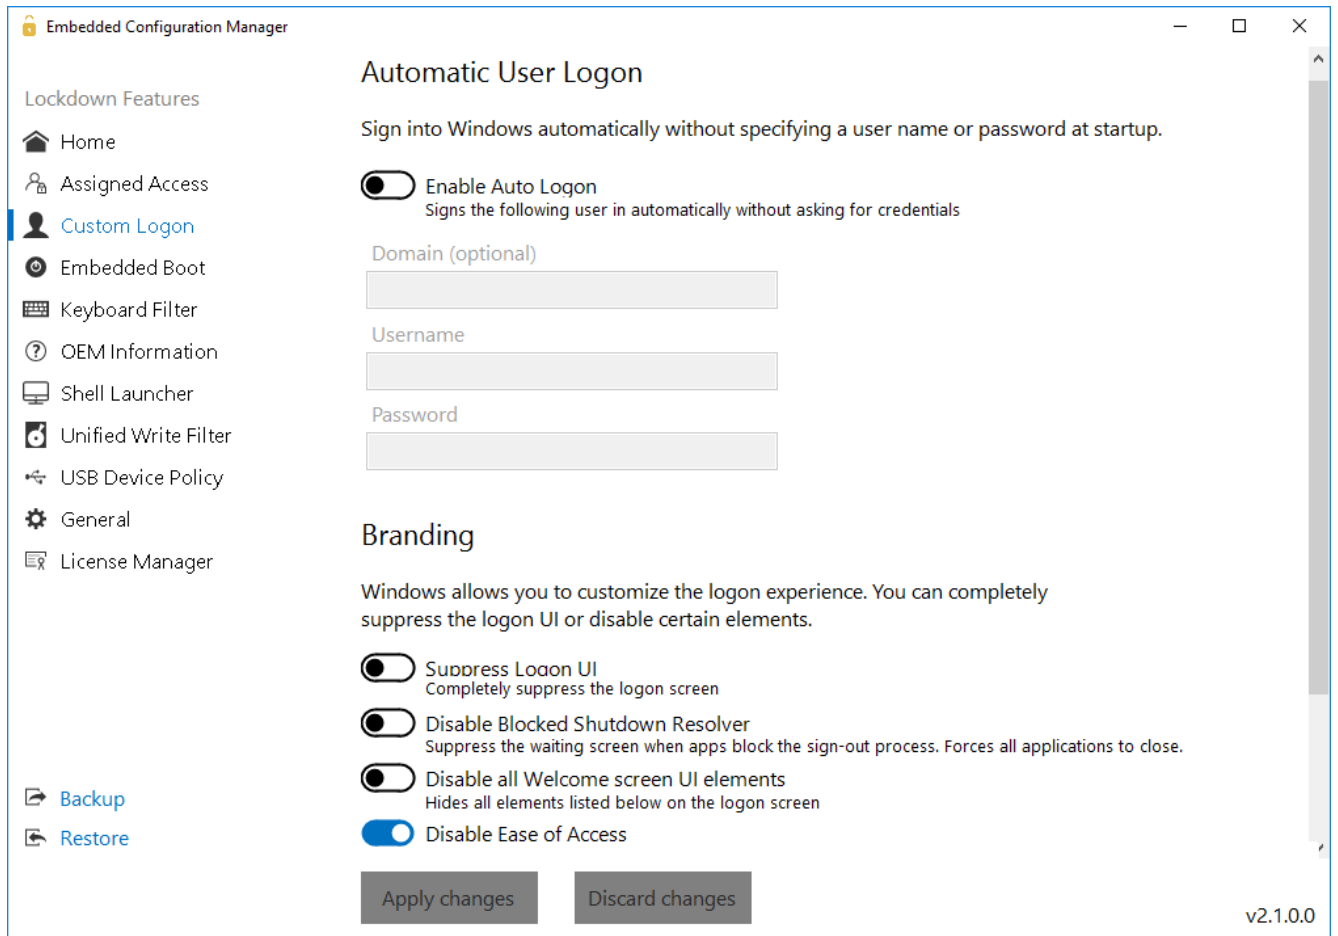 Embedded Configuration Manager
Lockdown Features
Home
Assigned Access
Custom Logon
Embedded Boot
Keyboard Filter
OEM Information
Shell Launcher
Unified Write Filter
USB Device Policy
General
License Manager
Backup
Restore
Automatic User Logon
Sign into Windows automatically without specifying a user name or password at startup.
Enable Auto Logon
Signs the following user in automatically without asking for credentials
Domain (optional)
Username
Password
Branding
Windows allows you to customize the logon experience. You can completely
suppress the logon UI or disable certain elements.
Suppress Logon UI
Completely suppress the logon screen
Disable Blocked Shutdown Resolver
Suppress the waiting screen when apps block the sign-out process. Forces all applications to close.
Disable all Welcome screen UI elements
Hides all elements listed below on the logon screen
Disable Ease of Access
Apply changes
Discard changes
v2.1.0.0